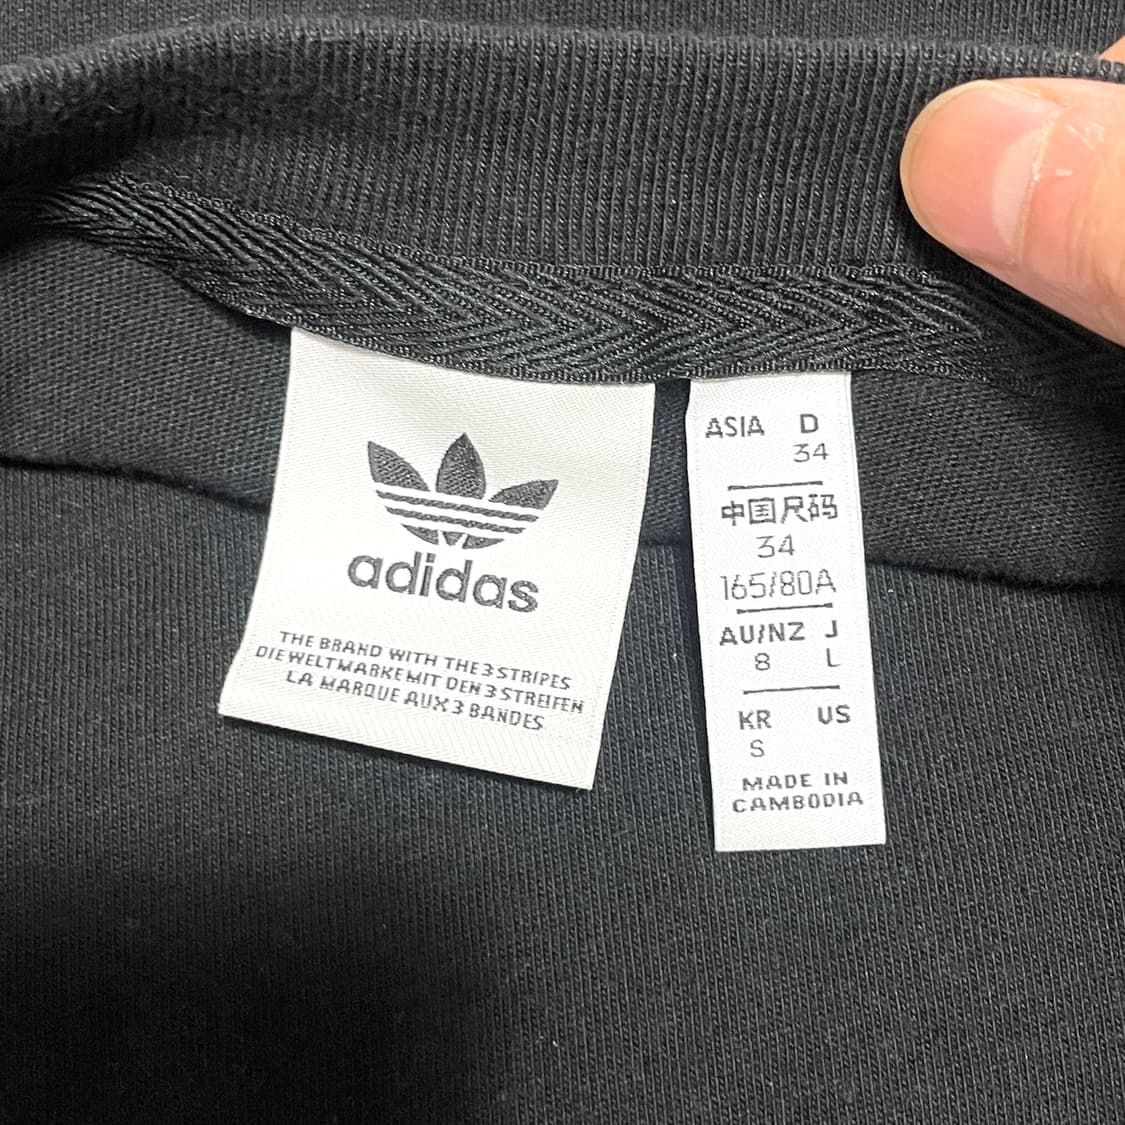 adidas
THE BRAND WITH THE 3 STRIPES
DIE WELTMARKE MIT DEN 3 STREIFEN
LA MARQUE AUX 3 BANDES
ASIA D
34
中国尺码
34
165/80A
AU/NZ J
8 L
KR US
S
MADE IN
CAMBODIA